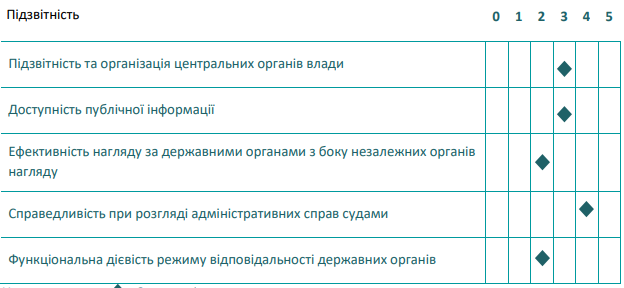 Підзвітність 0 1 2 3 4 5
Підзвітність та організація центральних органів влади
Доступність публічної інформації
Ефективність нагляду за державними органами з боку незалежних органів
нагляду
Справедливість при розгляді адміністративних справ судами
Функціональна дієвість режиму відповідальності державних органів